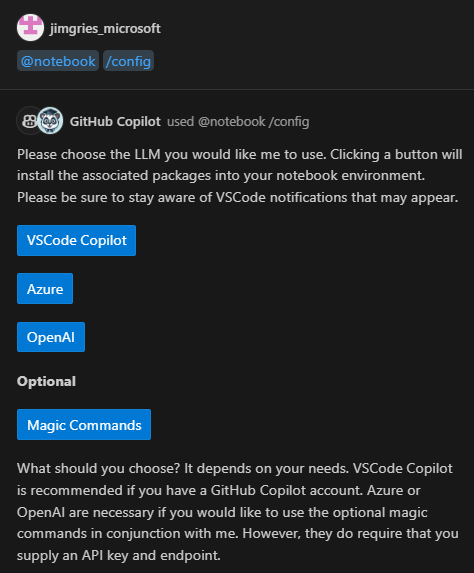 jimgries_microsoft
@notebook /config
GitHub Copilot used @notebook /config
Please choose the LLM you would like me to use. Clicking a button will
install the associated packages into your notebook environment.
Please be sure to stay aware of VSCode notifications that may appear.
VSCode Copilot
Azure
OpenAI
Optional
Magic Commands
What should you choose? It depends on your needs. VSCode Copilot
is recommended if you have a GitHub Copilot account. Azure or
OpenAI are necessary if you would like to use the optional magic
commands in conjunction with me. However, they do require that you
supply an API key and endpoint.